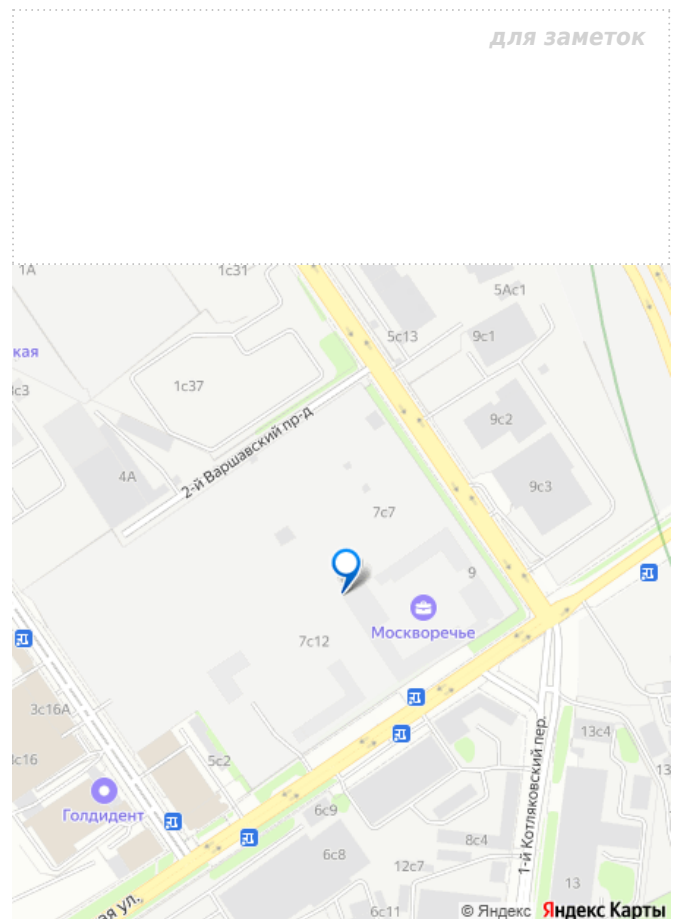 для заметок
1А
1с31
5Ас1
5с13
9с1
кая
с3
1с37
9с2
2-й Варшавский пр-д
4А
9с3
7с7
9
Москворечье
7с12
3с16А
13с4
с16
5с2
13
Голдидент
1-й Котляковский пер.
6с9
8с4
6с8
12с7
13
ая ул.
6с11
© Яндекс Яндекс Карты